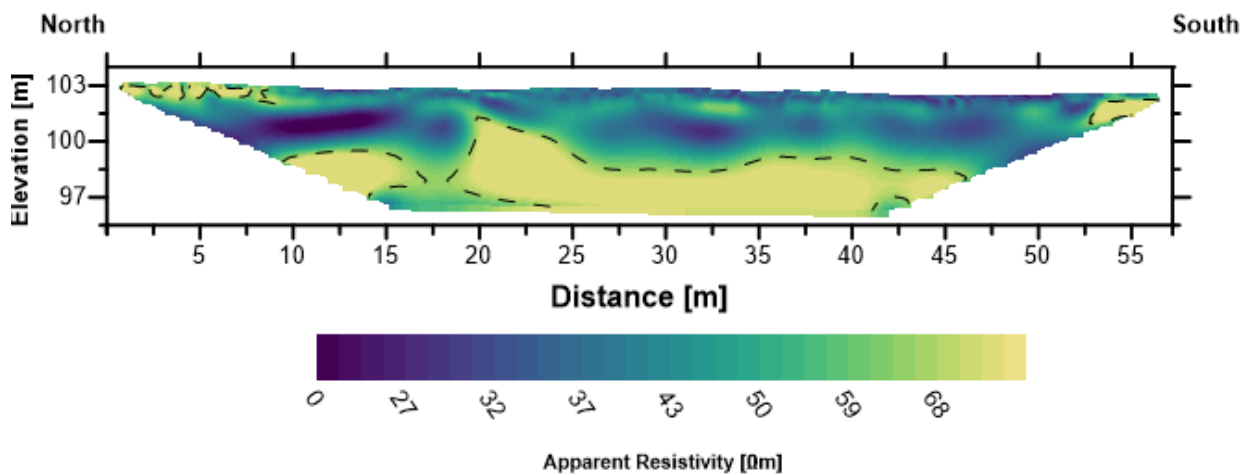 North South
Elevation [m]
103
100
97
5 10 15 20 25 30 35 40 45 50 55
Distance [m]
0 27 32 37 43 50 59 68
Apparent Resistivity [Ωm]